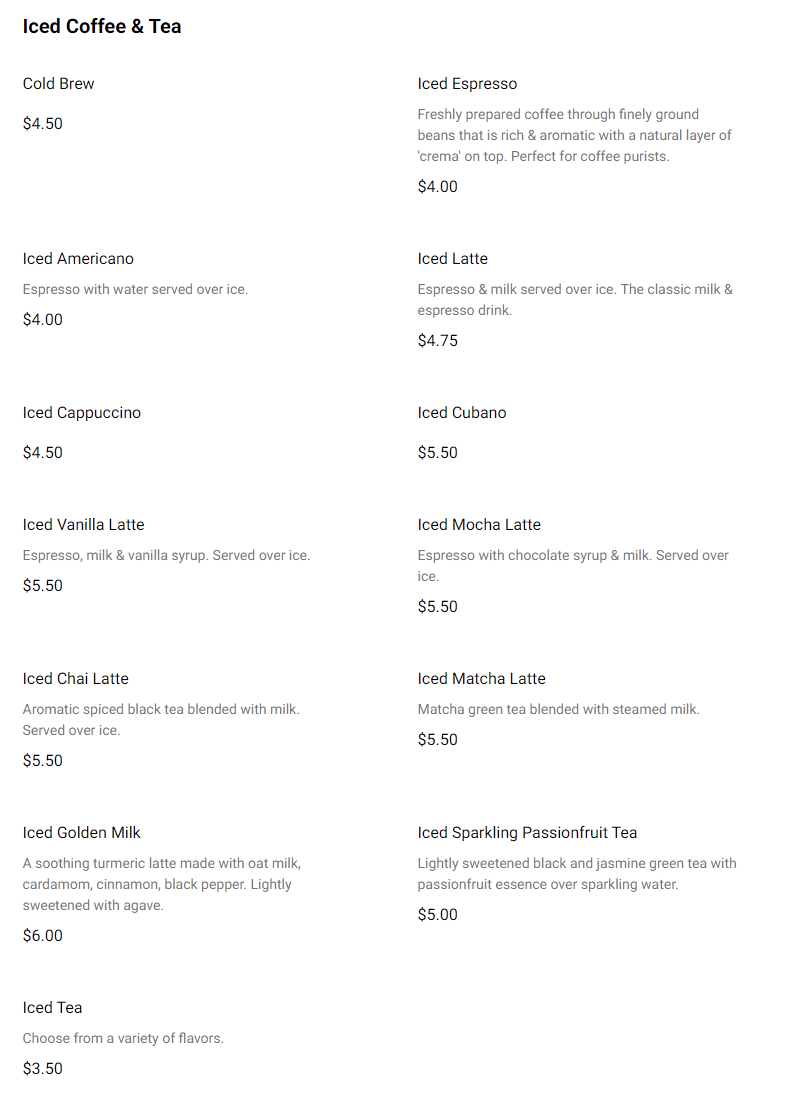 Iced Coffee & Tea
Cold Brew
$4.50
Iced Espresso
Freshly prepared coffee through finely ground
beans that is rich & aromatic with a natural layer of
'crema' on top. Perfect for coffee purists.
$4.00
Iced Americano
Espresso with water served over ice.
$4.00
Iced Latte
Espresso & milk served over ice. The classic milk &
espresso drink.
$4.75
Iced Cappuccino
$4.50
Iced Cubano
$5.50
Iced Vanilla Latte
Espresso, milk & vanilla syrup. Served over ice.
$5.50
Iced Mocha Latte
Espresso with chocolate syrup & milk. Served over
ice.
$5.50
Iced Chai Latte
Aromatic spiced black tea blended with milk.
Served over ice.
$5.50
Iced Matcha Latte
Matcha green tea blended with steamed milk.
$5.50
Iced Golden Milk
A soothing turmeric latte made with oat milk,
cardamom, cinnamon, black pepper. Lightly
sweetened with agave.
$6.00
Iced Sparkling Passionfruit Tea
Lightly sweetened black and jasmine green tea with
passionfruit essence over sparkling water.
$5.00
Iced Tea
Choose from a variety of flavors.
$3.50